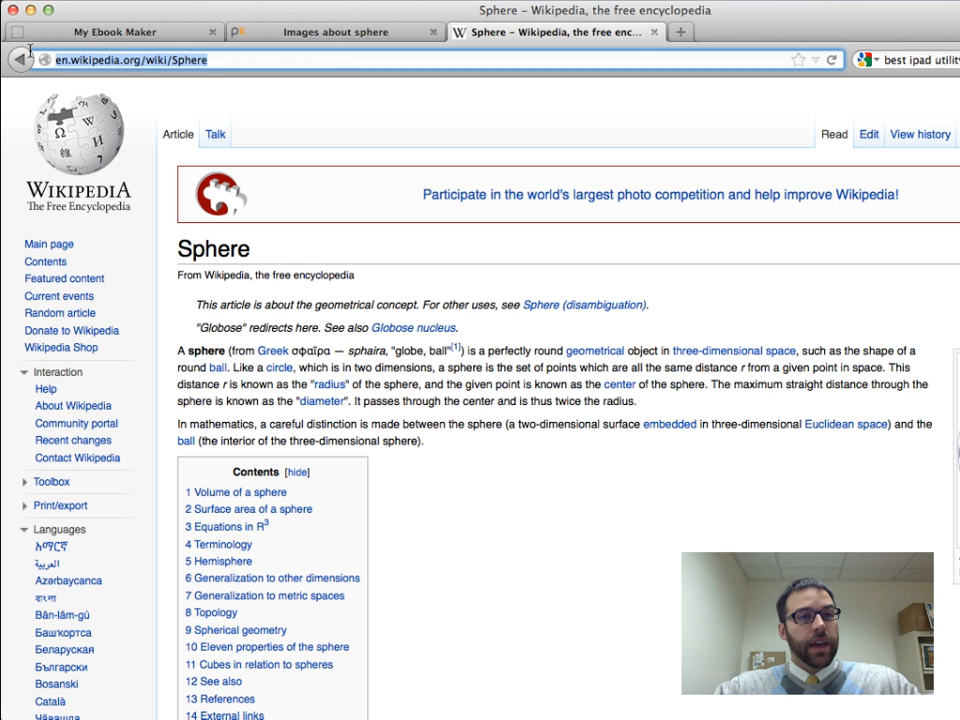 Sphere – Wikipedia, the free encyclopedia
My Ebook Maker
Images about sphere
W Sphere – Wikipedia, the free enc...
en.wikipedia.org/wiki/Sphere
best ipad utility
WIKIPEDIA
The Free Encyclopedia
Article Talk
Read Edit View history
Participate in the world's largest photo competition and help improve Wikipedia!
Main page
Contents
Featured content
Current events
Random article
Donate to Wikipedia
Wikipedia Shop
Interaction
Help
About Wikipedia
Community portal
Recent changes
Contact Wikipedia
Toolbox
Print/export
Languages
አማርኛ
العربية
Azərbaycanca
বাংলা
Bân-lâm-gú
Башҡортса
Беларуская
Български
Bosanski
Català
Чӑвашла
Sphere
From Wikipedia, the free encyclopedia
This article is about the geometrical concept. For other uses, see Sphere (disambiguation).
"Globose" redirects here. See also Globose nucleus.
A sphere (from Greek σφαῖρα — sphaira, "globe, ball"[1]) is a perfectly round geometrical object in three-dimensional space, such as the shape of a
round ball. Like a circle, which is in two dimensions, a sphere is the set of points which are all the same distance r from a given point in space. This
distance r is known as the "radius" of the sphere, and the given point is known as the center of the sphere. The maximum straight distance through the
sphere is known as the "diameter". It passes through the center and is thus twice the radius.
In mathematics, a careful distinction is made between the sphere (a two-dimensional surface embedded in three-dimensional Euclidean space) and the
ball (the interior of the three-dimensional sphere).
Contents [hide]
1 Volume of a sphere
2 Surface area of a sphere
3 Equations in R3
4 Terminology
5 Hemisphere
6 Generalization to other dimensions
7 Generalization to metric spaces
8 Topology
9 Spherical geometry
10 Eleven properties of the sphere
11 Cubes in relation to spheres
12 See also
13 References
14 External links